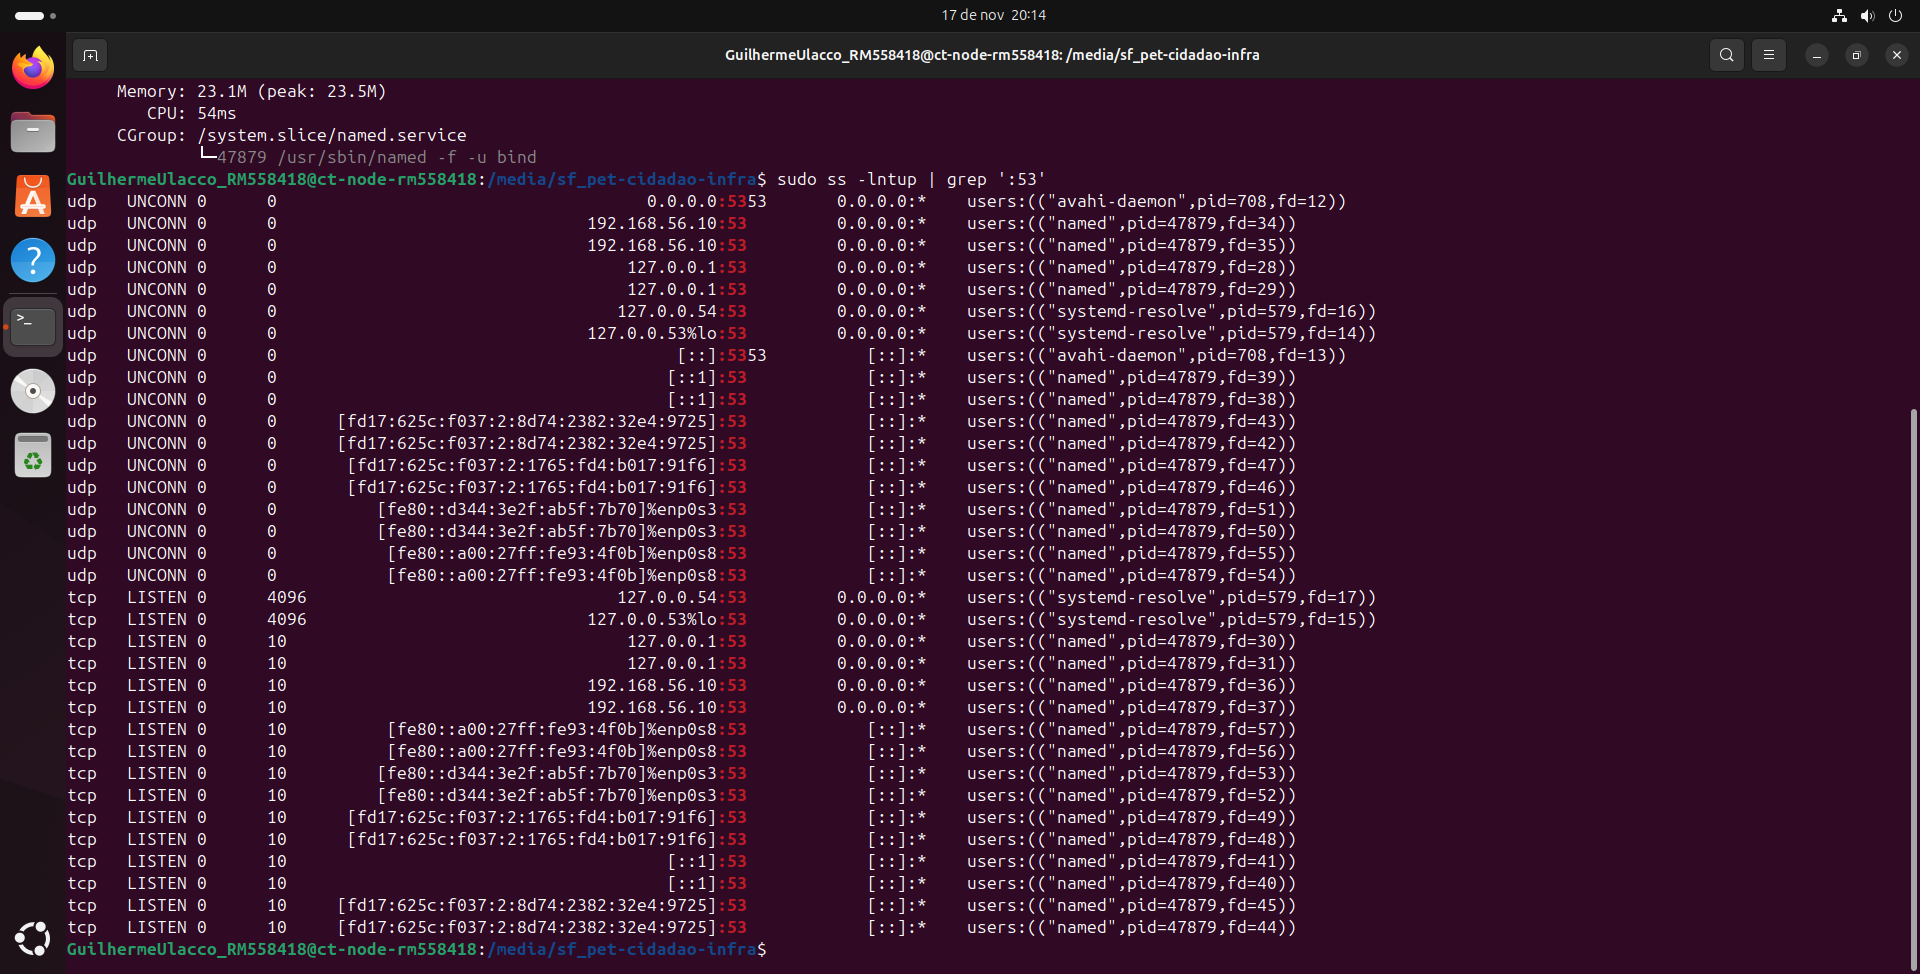 17 de nov 20:14
GuilhermeUlacco_RM558418@ct-node-rm558418: /media/sf_pet-cidadao-infra
Memory: 23.1M (peak: 23.5M)
CPU: 54ms
CGroup: /system.slice/named.service
└─47879 /usr/sbin/named -f -u bind
GuilhermeUlacco_RM558418@ct-node-rm558418:/media/sf_pet-cidadao-infra$ sudo ss -lntup | grep ':53'
udp UNCONN 0 0 0.0.0.0:5353 0.0.0.0:* users:(("avahi-daemon",pid=708,fd=12))
udp UNCONN 0 0 192.168.56.10:53 0.0.0.0:* users:(("named",pid=47879,fd=34))
udp UNCONN 0 0 192.168.56.10:53 0.0.0.0:* users:(("named",pid=47879,fd=35))
udp UNCONN 0 0 127.0.0.1:53 0.0.0.0:* users:(("named",pid=47879,fd=28))
udp UNCONN 0 0 127.0.0.1:53 0.0.0.0:* users:(("named",pid=47879,fd=29))
udp UNCONN 0 0 127.0.0.54:53 0.0.0.0:* users:(("systemd-resolve",pid=579,fd=16))
udp UNCONN 0 0 127.0.0.53%lo:53 0.0.0.0:* users:(("systemd-resolve",pid=579,fd=14))
udp UNCONN 0 0 [::]:5353 [::]:* users:(("avahi-daemon",pid=708,fd=13))
udp UNCONN 0 0 [::1]:53 [::]:* users:(("named",pid=47879,fd=39))
udp UNCONN 0 0 [::1]:53 [::]:* users:(("named",pid=47879,fd=38))
udp UNCONN 0 0 [fd17:625c:f037:2:8d74:2382:32e4:9725]:53 [::]:* users:(("named",pid=47879,fd=43))
udp UNCONN 0 0 [fd17:625c:f037:2:8d74:2382:32e4:9725]:53 [::]:* users:(("named",pid=47879,fd=42))
udp UNCONN 0 0 [fd17:625c:f037:2:1765:fd4:b017:91f6]:53 [::]:* users:(("named",pid=47879,fd=47))
udp UNCONN 0 0 [fd17:625c:f037:2:1765:fd4:b017:91f6]:53 [::]:* users:(("named",pid=47879,fd=46))
udp UNCONN 0 0 [fe80::d344:3e2f:ab5f:7b70]%enp0s3:53 [::]:* users:(("named",pid=47879,fd=51))
udp UNCONN 0 0 [fe80::d344:3e2f:ab5f:7b70]%enp0s3:53 [::]:* users:(("named",pid=47879,fd=50))
udp UNCONN 0 0 [fe80::a00:27ff:fe93:4f0b]%enp0s8:53 [::]:* users:(("named",pid=47879,fd=55))
udp UNCONN 0 0 [fe80::a00:27ff:fe93:4f0b]%enp0s8:53 [::]:* users:(("named",pid=47879,fd=54))
tcp LISTEN 0 4096 127.0.0.54:53 0.0.0.0:* users:(("systemd-resolve",pid=579,fd=17))
tcp LISTEN 0 4096 127.0.0.53%lo:53 0.0.0.0:* users:(("systemd-resolve",pid=579,fd=15))
tcp LISTEN 0 10 127.0.0.1:53 0.0.0.0:* users:(("named",pid=47879,fd=30))
tcp LISTEN 0 10 127.0.0.1:53 0.0.0.0:* users:(("named",pid=47879,fd=31))
tcp LISTEN 0 10 192.168.56.10:53 0.0.0.0:* users:(("named",pid=47879,fd=36))
tcp LISTEN 0 10 192.168.56.10:53 0.0.0.0:* users:(("named",pid=47879,fd=37))
tcp LISTEN 0 10 [fe80::a00:27ff:fe93:4f0b]%enp0s8:53 [::]:* users:(("named",pid=47879,fd=57))
tcp LISTEN 0 10 [fe80::a00:27ff:fe93:4f0b]%enp0s8:53 [::]:* users:(("named",pid=47879,fd=56))
tcp LISTEN 0 10 [fe80::d344:3e2f:ab5f:7b70]%enp0s3:53 [::]:* users:(("named",pid=47879,fd=53))
tcp LISTEN 0 10 [fe80::d344:3e2f:ab5f:7b70]%enp0s3:53 [::]:* users:(("named",pid=47879,fd=52))
tcp LISTEN 0 10 [fd17:625c:f037:2:1765:fd4:b017:91f6]:53 [::]:* users:(("named",pid=47879,fd=49))
tcp LISTEN 0 10 [fd17:625c:f037:2:1765:fd4:b017:91f6]:53 [::]:* users:(("named",pid=47879,fd=48))
tcp LISTEN 0 10 [::1]:53 [::]:* users:(("named",pid=47879,fd=41))
tcp LISTEN 0 10 [::1]:53 [::]:* users:(("named",pid=47879,fd=40))
tcp LISTEN 0 10 [fd17:625c:f037:2:8d74:2382:32e4:9725]:53 [::]:* users:(("named",pid=47879,fd=45))
tcp LISTEN 0 10 [fd17:625c:f037:2:8d74:2382:32e4:9725]:53 [::]:* users:(("named",pid=47879,fd=44))
GuilhermeUlacco_RM558418@ct-node-rm558418:/media/sf_pet-cidadao-infra$